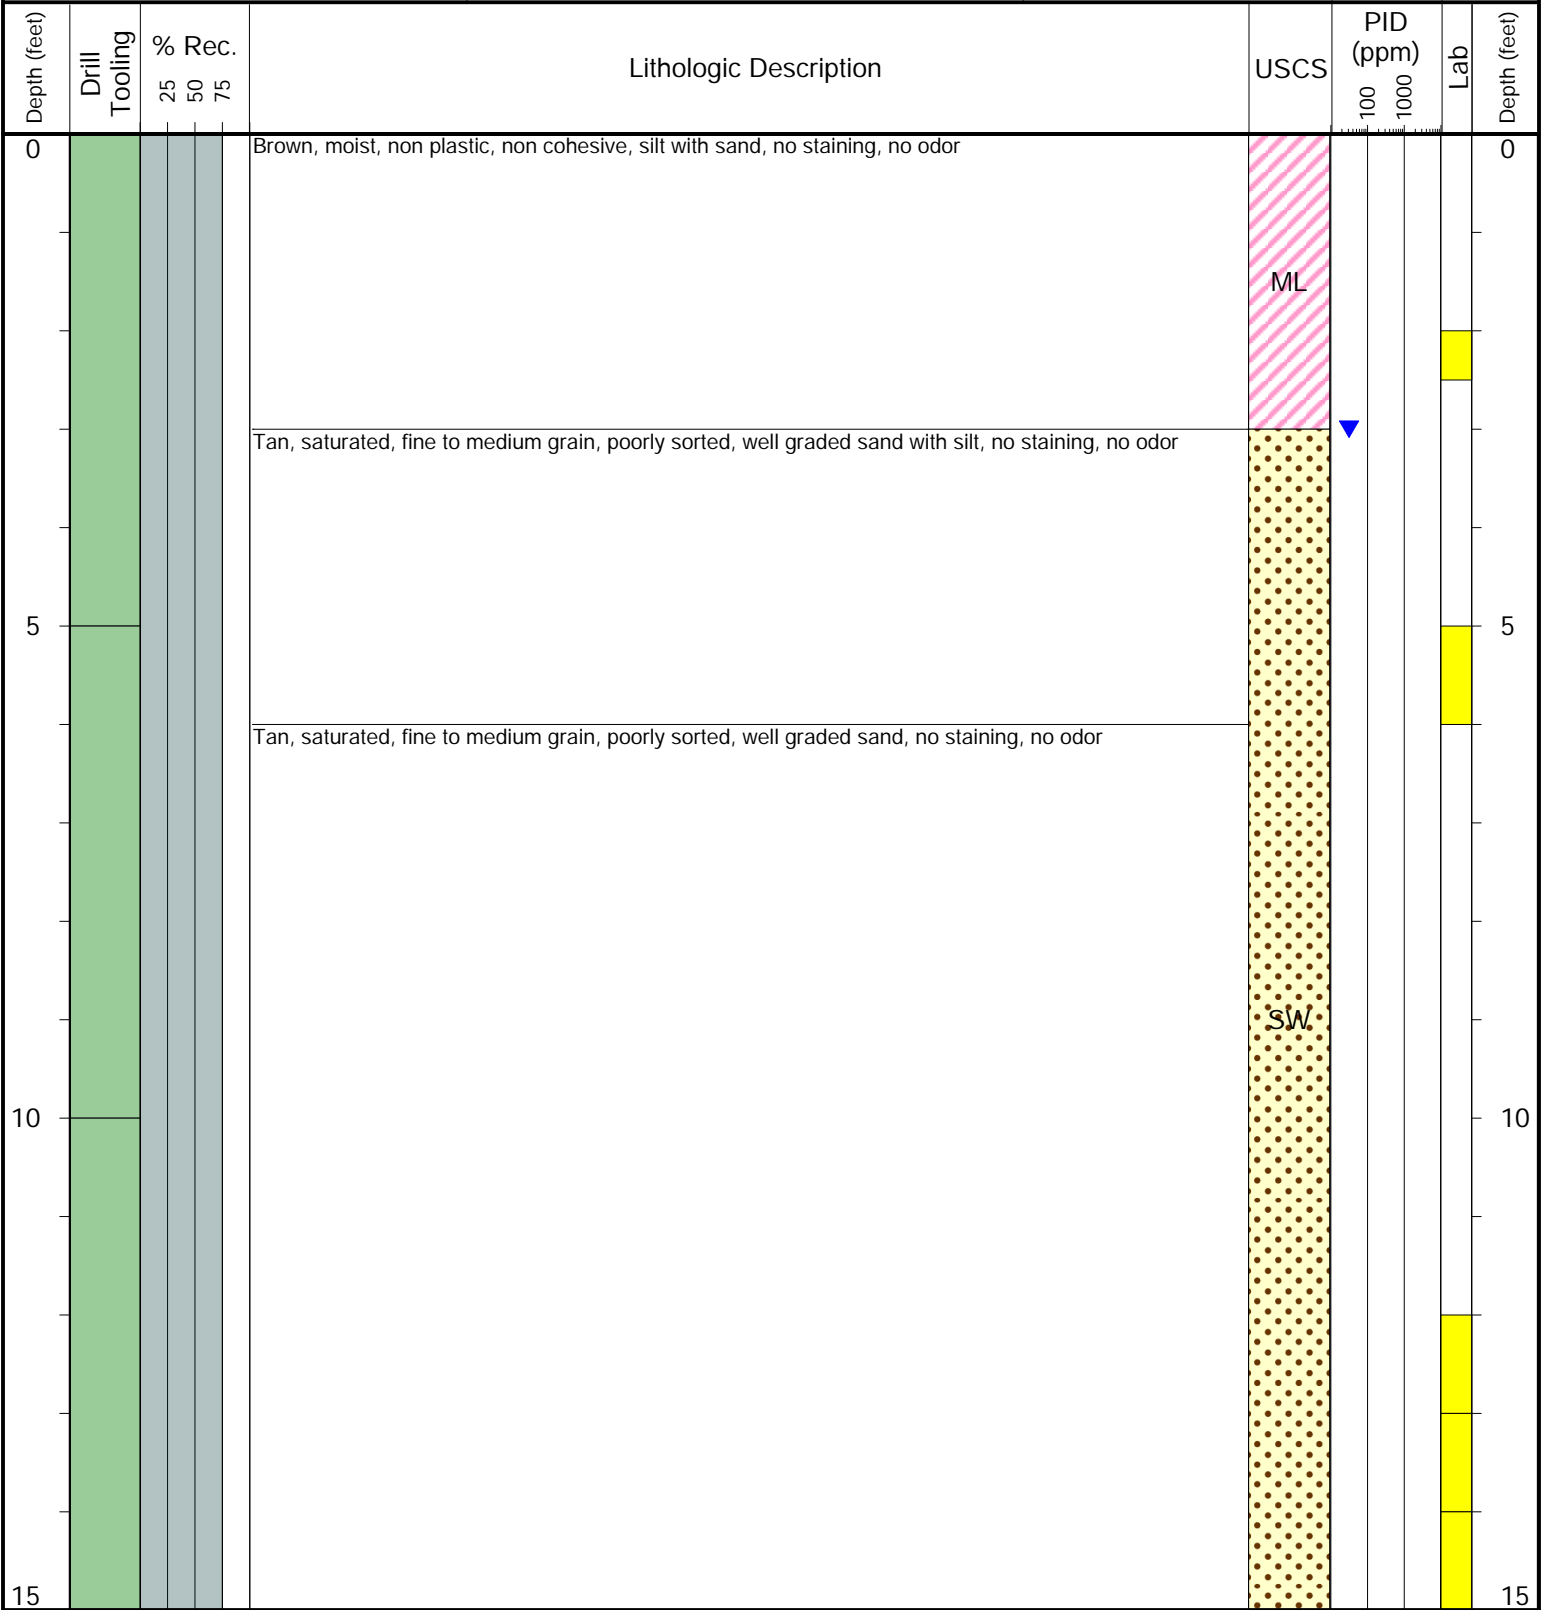 Depth (feet)
Drill
Tooling
% Rec.
25
50
75
Lithologic Description
USCS
PID
(ppm)
100
1000
Lab
Depth (feet)
0
Brown, moist, non plastic, non cohesive, silt with sand, no staining, no odor
0
ML
Tan, saturated, fine to medium grain, poorly sorted, well graded sand with silt, no staining, no odor
5
5
Tan, saturated, fine to medium grain, poorly sorted, well graded sand, no staining, no odor
SW
10
10
15
15